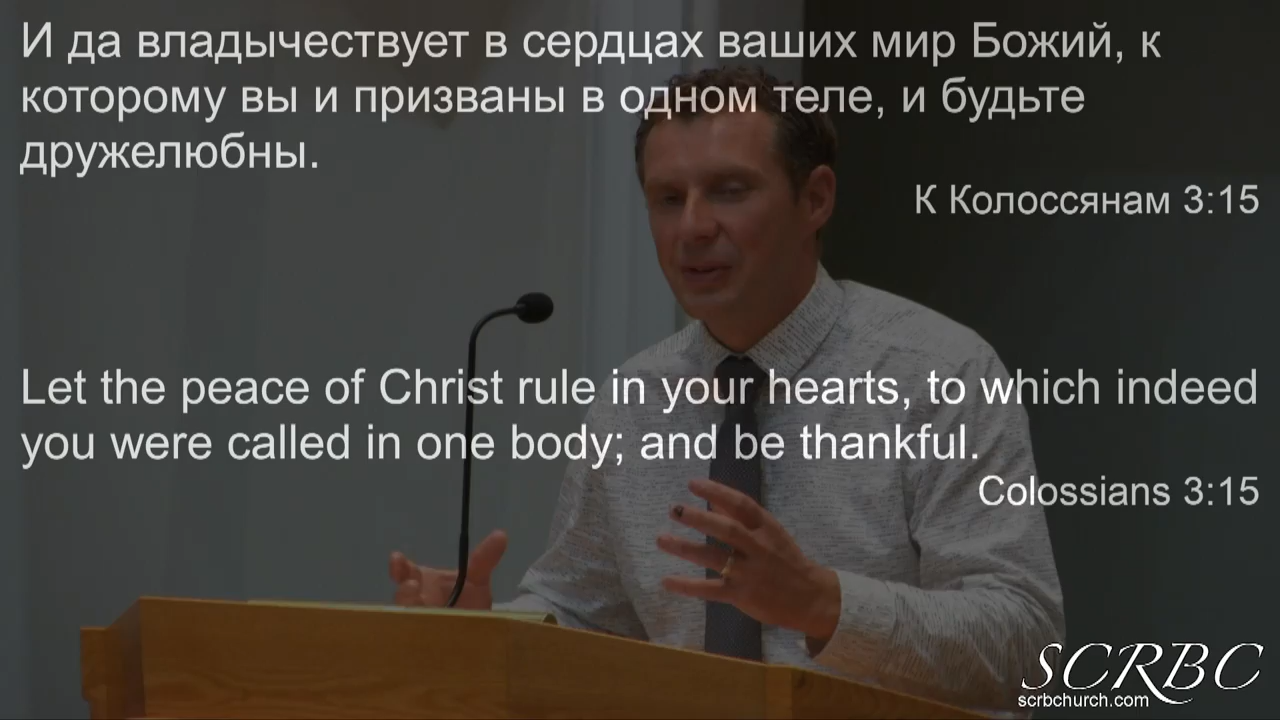 И да владычествует в сердцах ваших мир Божий, к
которому вы и призваны в одном теле, и будьте
дружелюбны.
К Колоссянам 3:15
Let the peace of Christ rule in your hearts, to which indeed
you were called in one body; and be thankful.
Colossians 3:15
SCRBC
scrbchurch.com